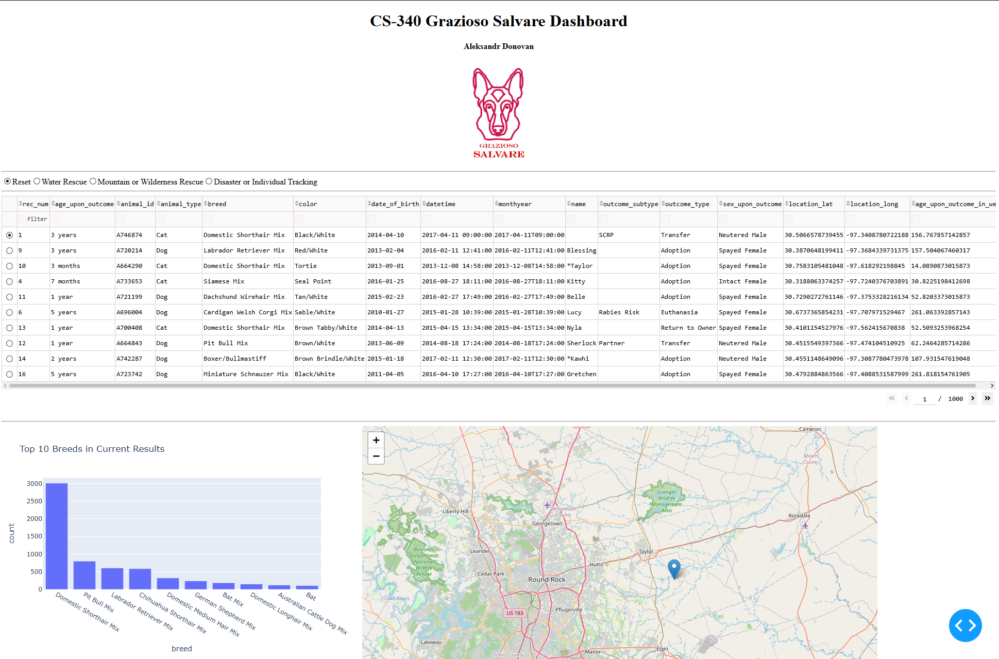 CS-340 Grazioso Salvare Dashboard
Aleksandr Donovan
GRAZIOSO
SALVARE
Reset Water Rescue Mountain or Wilderness Rescue Disaster or Individual Tracking
rec_num age_upon_outcome animal_id animal_type breed color date_of_birth datetime monthyear name outcome_subtype outcome_type sex_upon_outcome location_lat location_long age_upon_outcome_in_we
filter
1 3 years A746874 Cat Domestic Shorthair Mix Black/White 2014-04-10 2017-04-11 09:00:00 2017-04-11T09:00:00 SCRP Transfer Neutered Male 30.5066578739455 -97.3408780722188 156.767857142857
9 3 years A720214 Dog Labrador Retriever Mix Red/White 2013-02-04 2016-02-11 12:41:00 2016-02-11T12:41:00 Blessing Adoption Spayed Female 30.3870648199411 -97.3684339731375 157.504067460317
10 3 months A664290 Cat Domestic Shorthair Mix Tortie 2013-09-01 2013-12-08 14:58:00 2013-12-08T14:58:00 *Taylor Adoption Spayed Female 30.7583105481048 -97.618292198845 14.0890873015873
4 7 months A733653 Cat Siamese Mix Seal Point 2016-01-25 2016-08-27 18:11:00 2016-08-27T18:11:00 Kitty Adoption Intact Female 30.3188063374257 -97.7240376703891 30.8225198412698
11 1 year A721199 Dog Dachshund Wirehair Mix Tan/White 2015-02-23 2016-02-27 17:49:00 2016-02-27T17:49:00 Belle Adoption Spayed Female 30.7290272761146 -97.3753328216134 52.8203373015873
6 5 years A696004 Dog Cardigan Welsh Corgi Mix Sable/White 2010-01-27 2015-01-28 10:39:00 2015-01-28T10:39:00 Lucy Rabies Risk Euthanasia Spayed Female 30.6737365854231 -97.707971529467 261.063392857143
13 1 year A700408 Cat Domestic Shorthair Mix Brown Tabby/White 2014-04-13 2015-04-15 13:34:00 2015-04-15T13:34:00 Nyla Return to Owner Spayed Female 30.4101154527976 -97.562415670838 52.5093253968254
12 1 year A664843 Dog Pit Bull Mix Brown/White 2013-06-09 2014-08-18 17:24:00 2014-08-18T17:24:00 Sherlock Partner Transfer Neutered Male 30.4515549397366 -97.474104510925 62.2464285714286
14 2 years A742287 Dog Boxer/Bullmastiff Brown Brindle/White 2015-01-18 2017-02-11 12:30:00 2017-02-11T12:30:00 *Kawhi Adoption Neutered Male 30.4551148649096 -97.3087780473978 107.931547619048
16 5 years A723742 Dog Miniature Schnauzer Mix Black/White 2011-04-05 2016-04-10 17:27:00 2016-04-10T17:27:00 Gretchen Adoption Spayed Female 30.4792884863566 -97.4088531587999 261.818154761905
1 / 1000
Top 10 Breeds in Current Results
3000
2500
2000
1500
1000
500
0
count
Domestic Shorthair Mix
Pit Bull Mix
Labrador Retriever Mix
Chihuahua Shorthair Mix
Domestic Medium Hair Mix
German Shepherd Mix
Bat Mix
Domestic Longhair Mix
Australian Cattle Dog Mix
Bat
breed
+
−
Cameron
Milam
County
Granger
Wildlife
Management
Area
Liberty Hill
Williamson
County
Georgetown
Rockdale
Leander
Taylor
Balcones
Canyonlands
National
Wildlife
Refuge
Hutto
Cedar Park
Round Rock
Lake Travis
US 183
Pflugerville
Lakeway
Elgin
Manor
Travis County